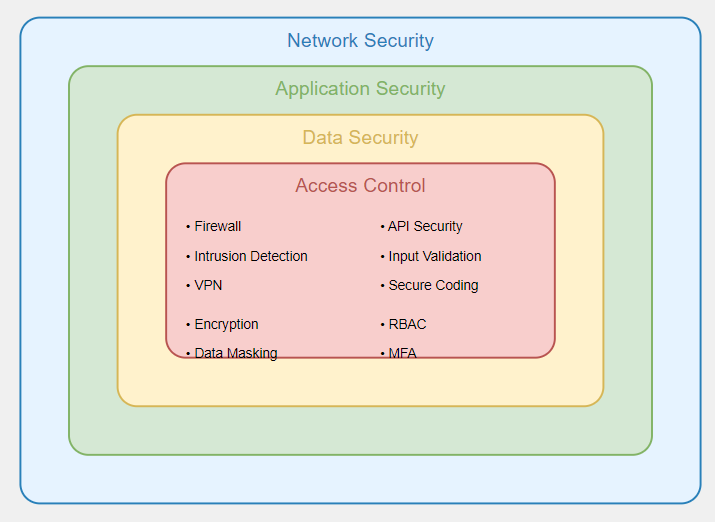 Network Security
Application Security
Data Security
Access Control
• Firewall
• Intrusion Detection
• VPN
• Encryption
• Data Masking
• API Security
• Input Validation
• Secure Coding
• RBAC
• MFA